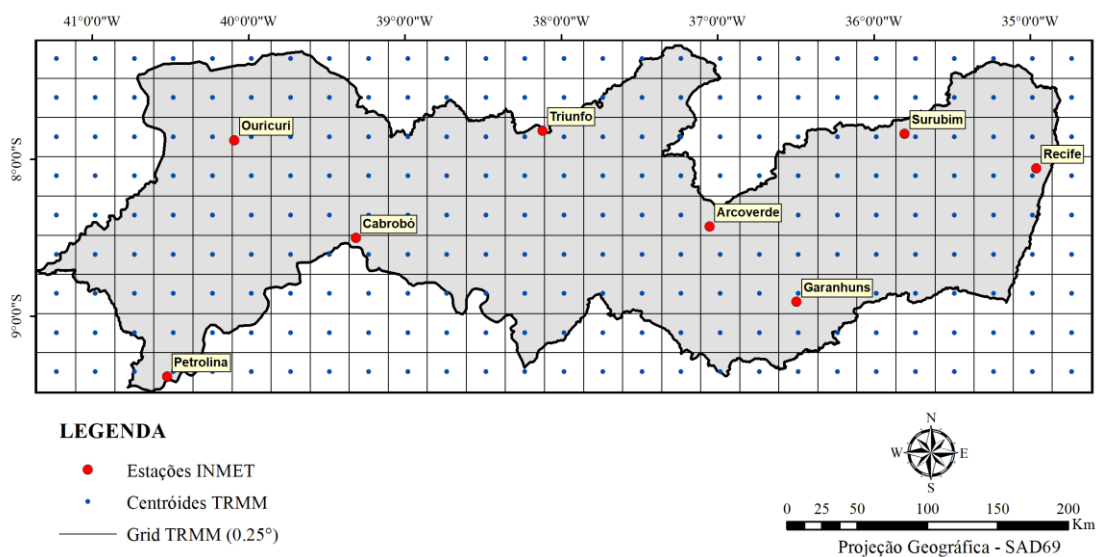 41°0'0"W 40°0'0"W 39°0'0"W 38°0'0"W 37°0'0"W 36°0'0"W 35°0'0"W
8°0'0"S
9°0'0"S
Ouricuri
Triunfo
Surubim
Recife
Cabrobó
Arcoverde
Garanhuns
Petrolina
LEGENDA
Estações INMET
Centróides TRMM
Grid TRMM (0.25°)
N
W E
S
0 25 50 100 150 200
Km
Projeção Geográfica - SAD69